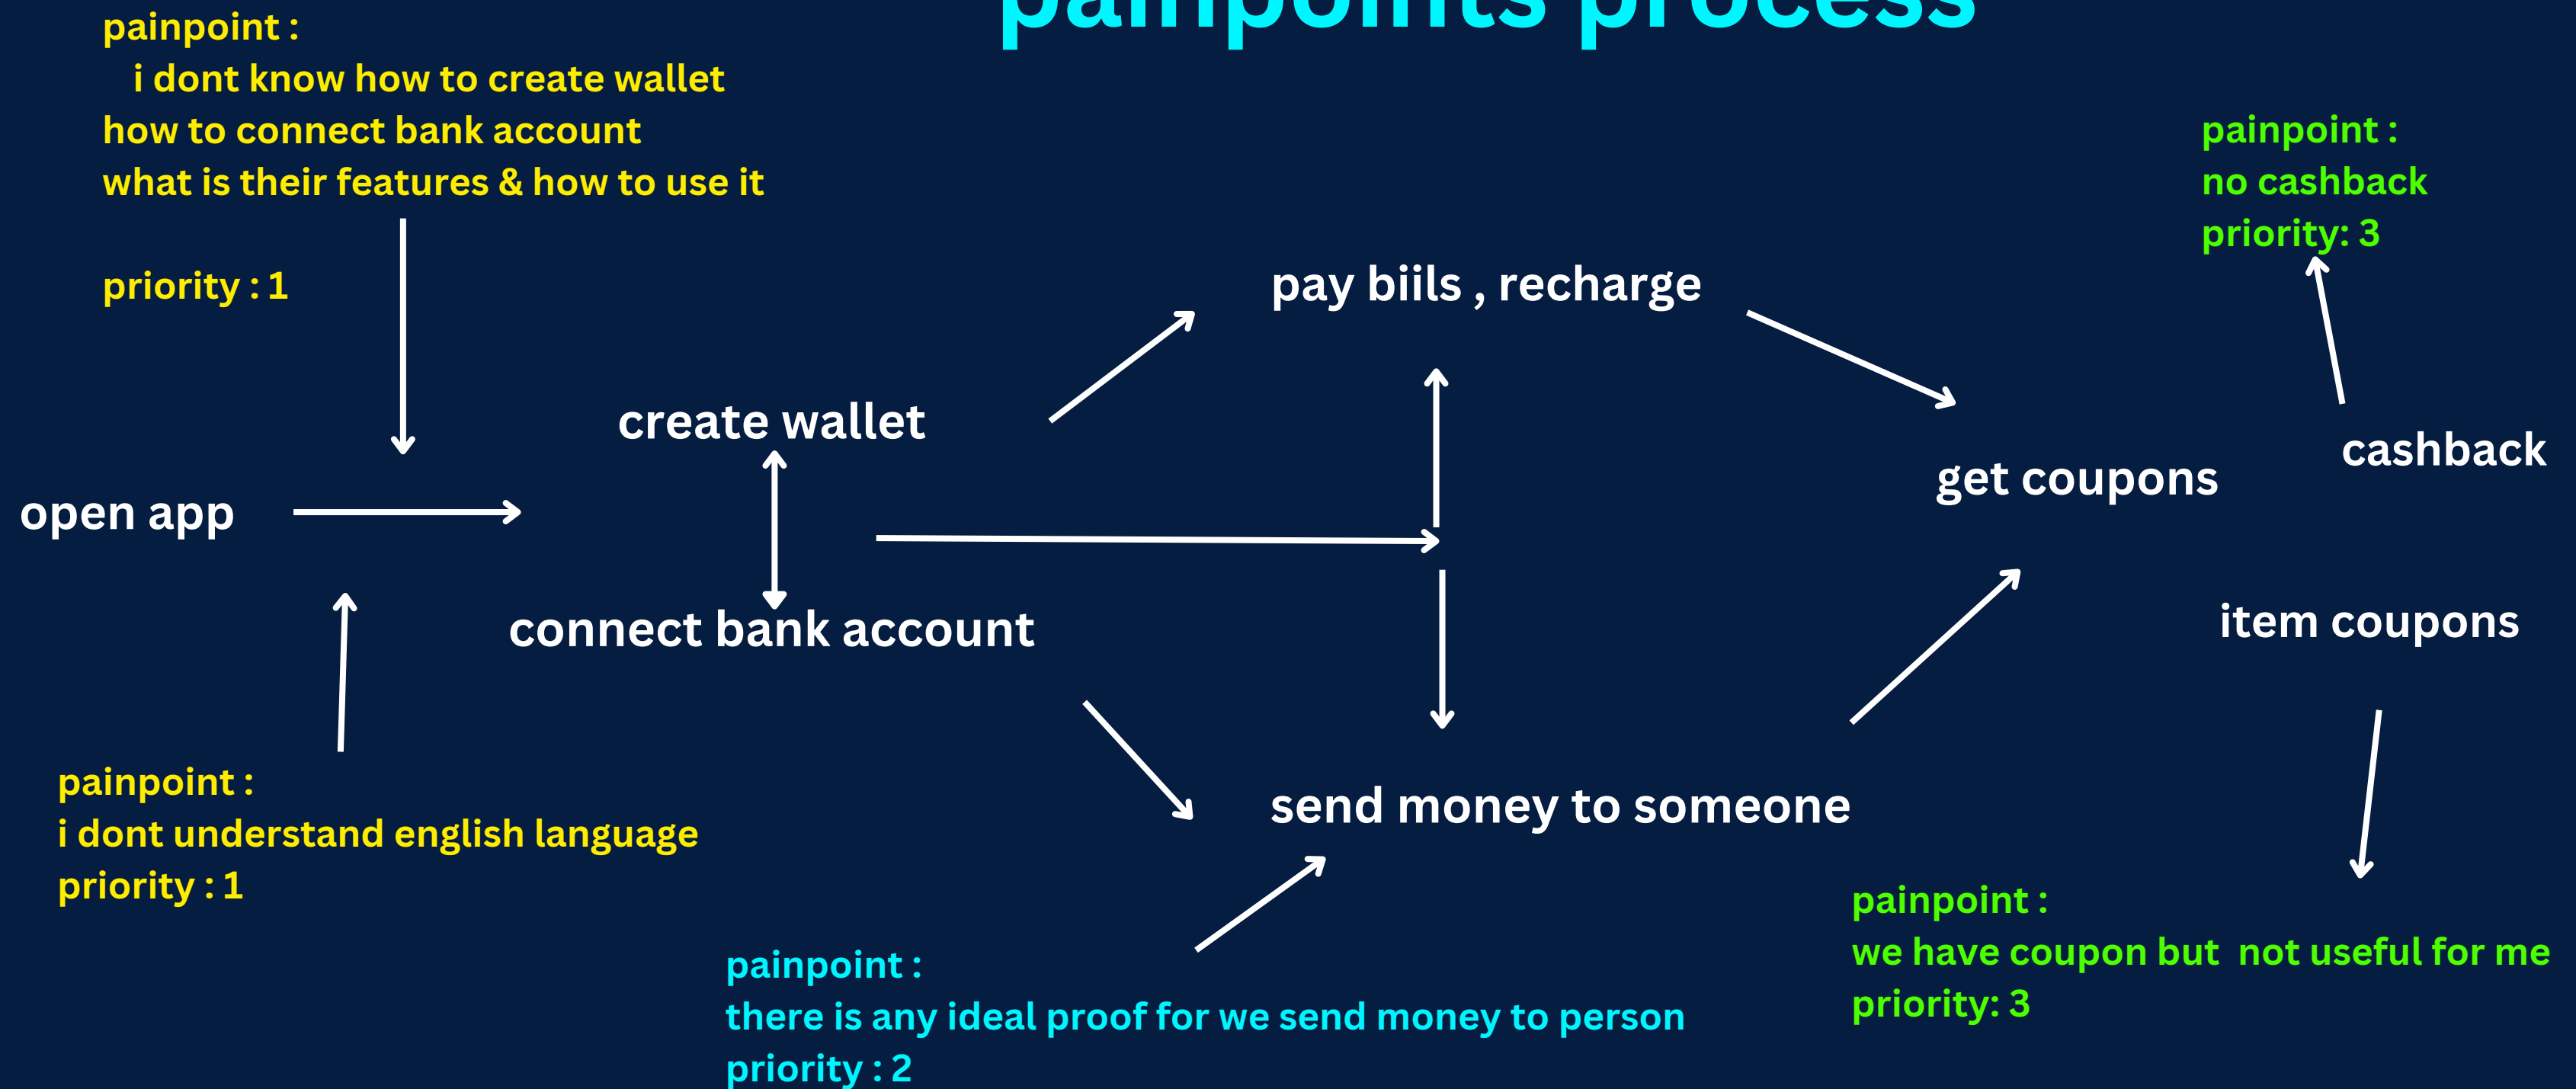 painpoints process
painpoint :
i dont know how to create wallet
how to connect bank account
what is their features & how to use it
priority : 1
painpoint :
no cashback
priority: 3
pay biils , recharge
create wallet
cashback
get coupons
open app
connect bank account
item coupons
send money to someone
painpoint :
i dont understand english language
priority : 1
painpoint :
we have coupon but  not useful for me
priority: 3
painpoint :
there is any ideal proof for we send money to person
priority : 2